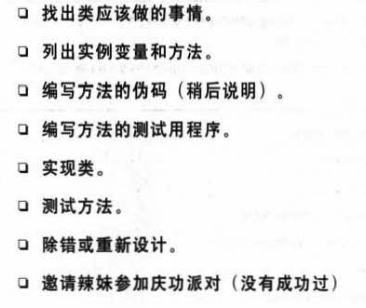 □ 找出类应该做的事情。
□ 列出实例变量和方法。
□ 编写方法的伪码（稍后说明）。
□ 编写方法的测试用程序。
□ 实现类。
□ 测试方法。
□ 除错或重新设计。
□ 邀请辣妹参加庆功派对（没有成功过）